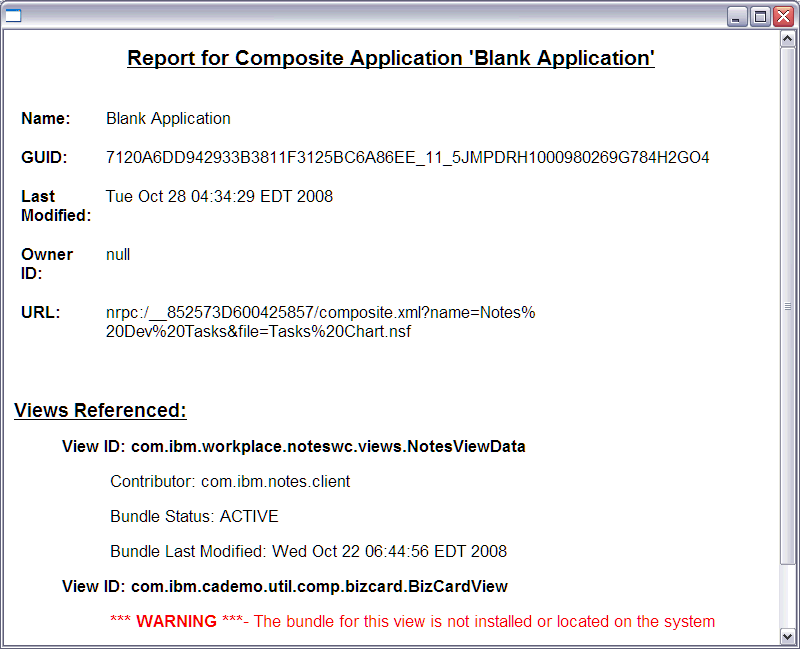 Report for Composite Application 'Blank Application'
Name: Blank Application
GUID: 7120A6DD942933B3811F3125BC6A86EE_11_5JMPDRH1000980269G784H2GO4
Last Modified: Tue Oct 28 04:34:29 EDT 2008
Owner ID: null
URL: nrpc:/__852573D600425857/composite.xml?name=Notes%
20Dev%20Tasks&file=Tasks%20Chart.nsf
Views Referenced:
View ID: com.ibm.workplace.noteswc.views.NotesViewData
Contributor: com.ibm.notes.client
Bundle Status: ACTIVE
Bundle Last Modified: Wed Oct 22 06:44:56 EDT 2008
View ID: com.ibm.cademo.util.comp.bizcard.BizCardView
*** WARNING ***- The bundle for this view is not installed or located on the system